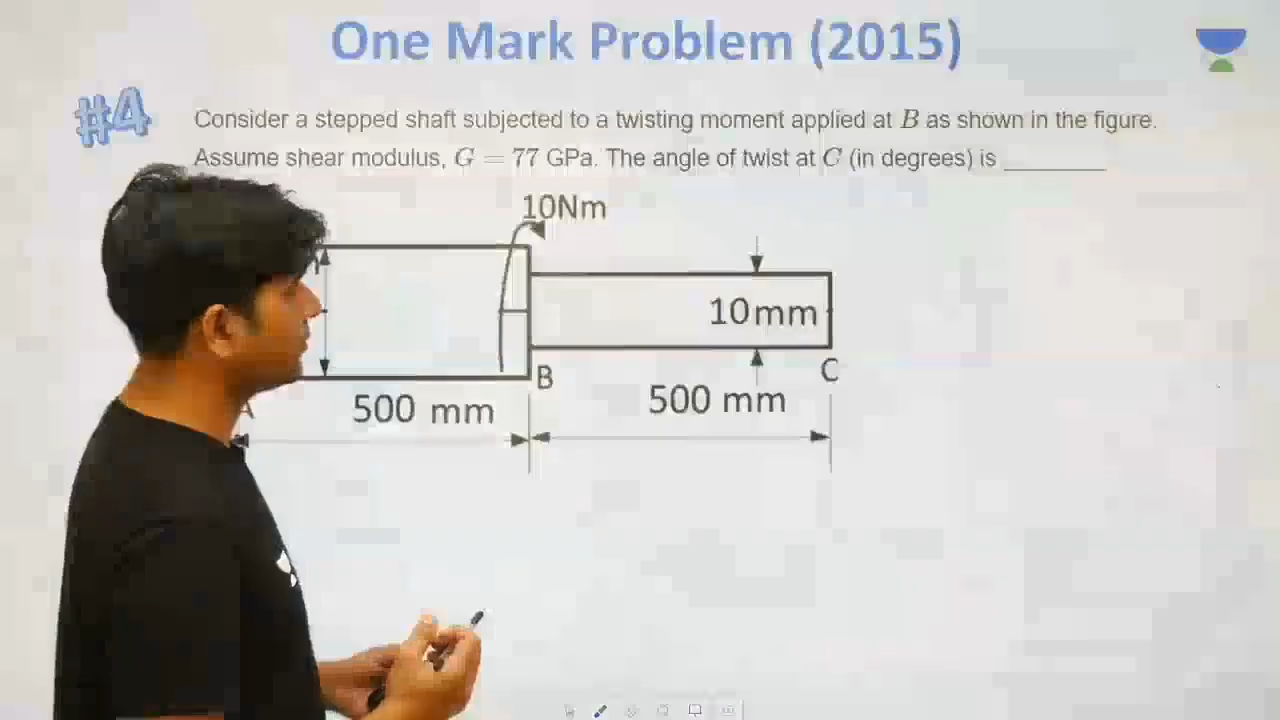 One Mark Problem (2015)
#4
Consider a stepped shaft subjected to a twisting moment applied at B as shown in the figure.
Assume shear modulus, G = 77 GPa. The angle of twist at C (in degrees) is ________
10Nm
10mm
B
C
A
500 mm
500 mm